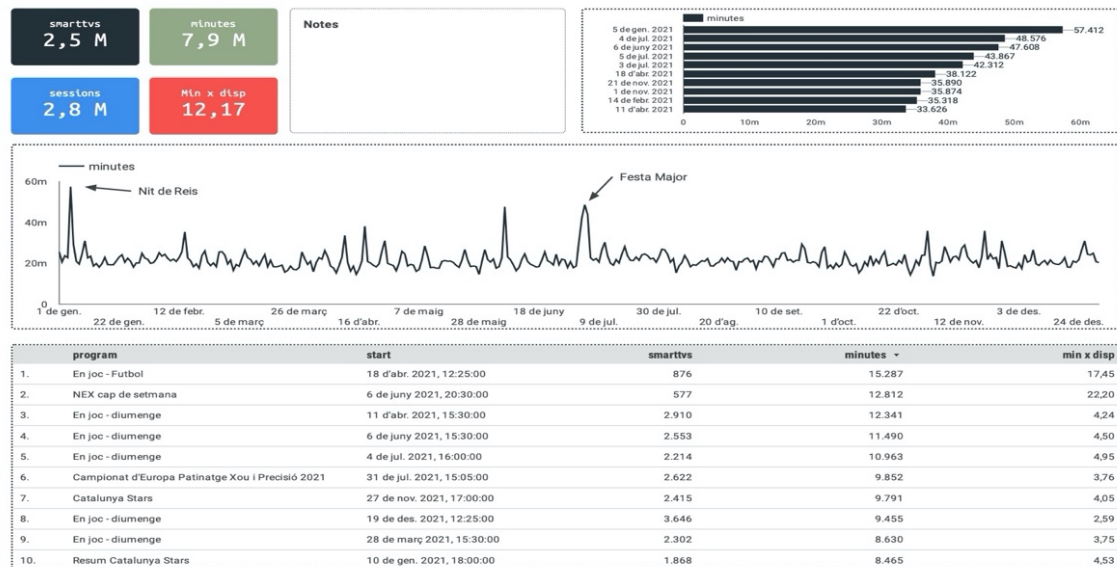 smarttvs
2,5 M
minutes
7,9 M
sessions
2,8 M
Min x disp
12,17
Notes
minutes
5 de gen. 2021 57.412
4 de jul. 2021 48.576
6 de juny 2021 47.608
5 de jul. 2021 43.867
3 de jul. 2021 42.312
18 d'abr. 2021 38.122
21 de nov. 2021 35.890
1 de nov. 2021 35.874
14 de febr. 2021 35.318
11 d'abr. 2021 33.626
0 10m 20m 30m 40m 50m 60m
minutes
60m
40m
20m
0
Nit de Reis
Festa Major
1 de gen. 12 de febr. 26 de març 7 de maig 18 de juny 30 de jul. 10 de set. 22 d'oct. 3 de des.
22 de gen. 5 de març 16 d'abr. 28 de maig 9 de jul. 20 d'ag. 1 d'oct. 12 de nov. 24 de des.
program start smarttvs minutes min x disp
1. En joc - Futbol 18 d'abr. 2021, 12:25:00 876 15.287 17,45
2. NEX cap de setmana 6 de juny 2021, 20:30:00 577 12.812 22,20
3. En joc - diumenge 11 d'abr. 2021, 15:30:00 2.910 12.341 4,24
4. En joc - diumenge 6 de juny 2021, 15:30:00 2.553 11.490 4,50
5. En joc - diumenge 4 de jul. 2021, 16:00:00 2.214 10.963 4,95
6. Campionat d'Europa Patinatge Xou i Precisió 2021 31 de jul. 2021, 15:05:00 2.622 9.852 3,76
7. Catalunya Stars 27 de nov. 2021, 17:00:00 2.415 9.791 4,05
8. En joc - diumenge 19 de des. 2021, 12:25:00 3.646 9.455 2,59
9. En joc - diumenge 28 de març 2021, 15:30:00 2.302 8.630 3,75
10. Resum Catalunya Stars 10 de gen. 2021, 18:00:00 1.868 8.465 4,53